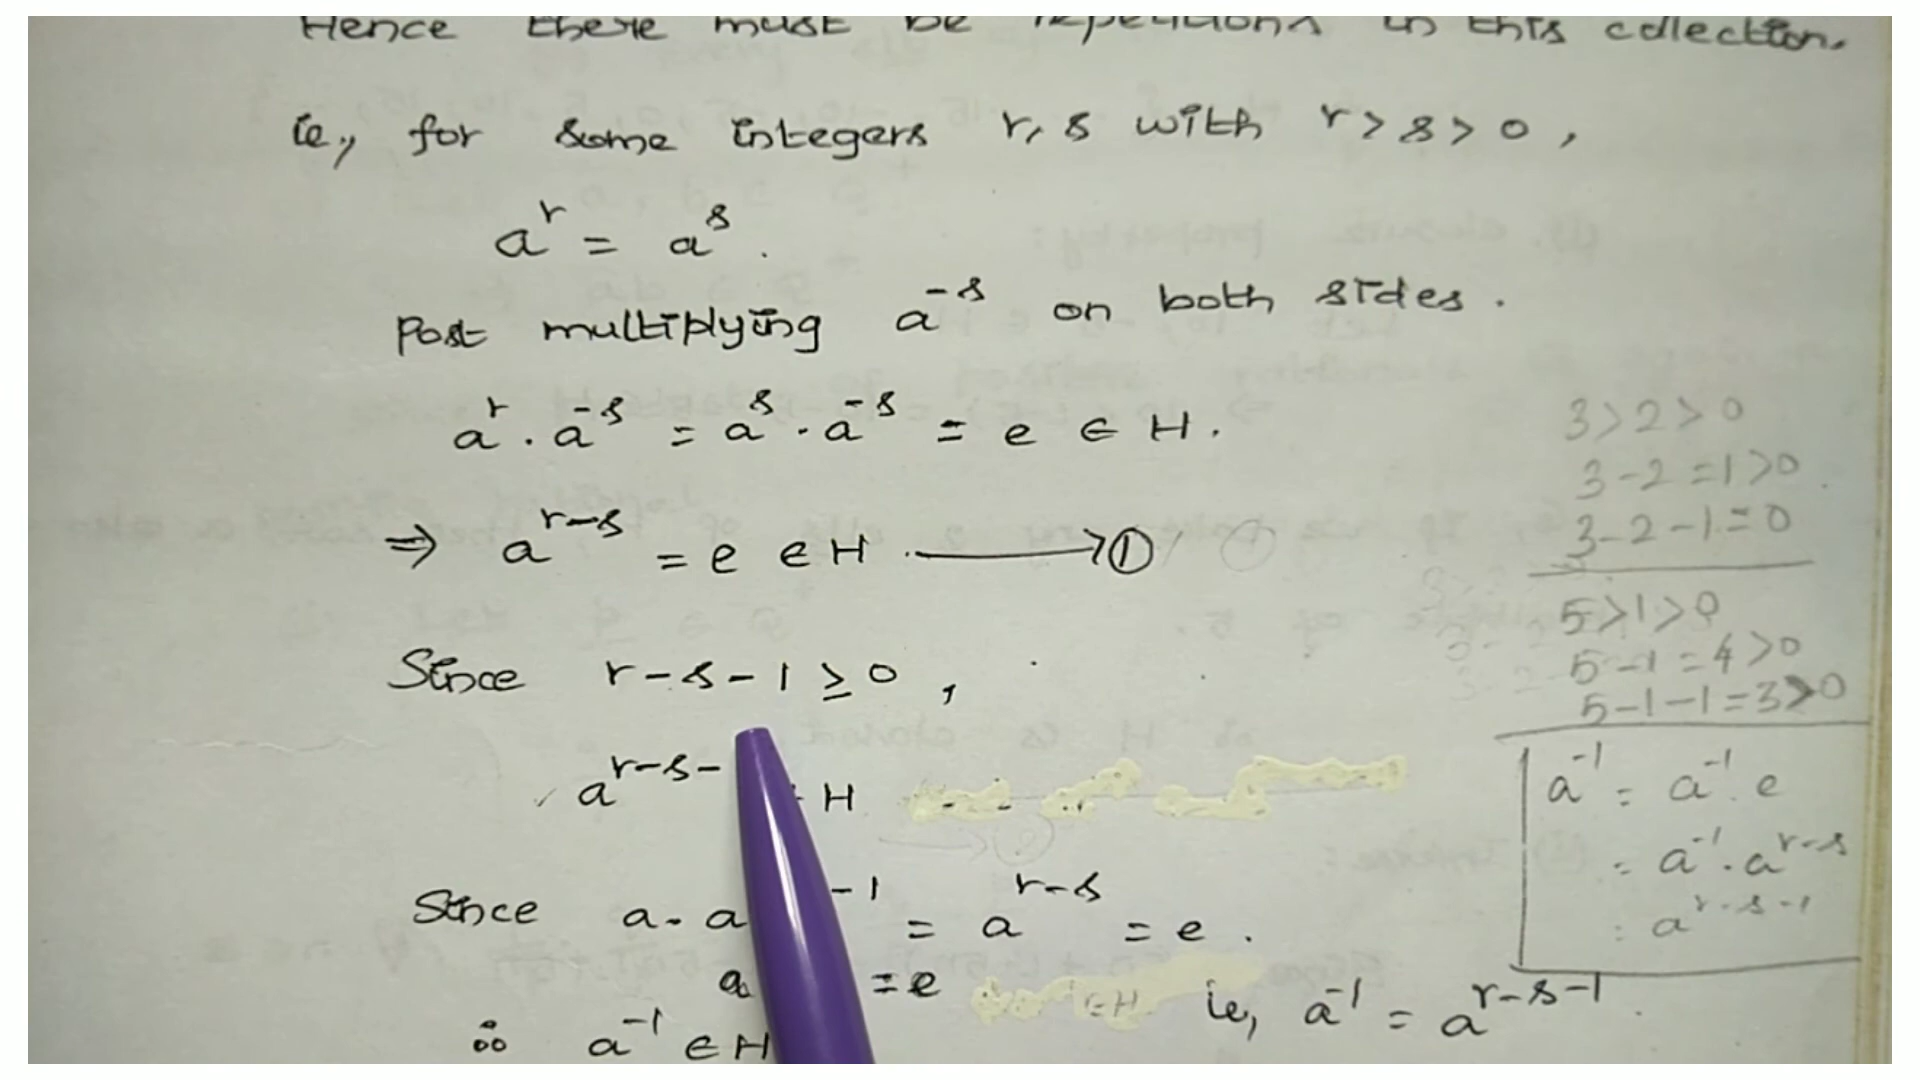 Hence there must be repetitions in this collection.
ie, for some integers r, s with r > s > 0,
a^r = a^s.
Post multiplying a^-s on both sides.
a^r . a^-s = a^s . a^-s = e ∈ H.
⇒ a^r-s = e ∈ H ⟶ ①
Since r-s-1 ≥ 0,
a^r-s- H
Since a. a -1 = a^r-s = e.
a = e ∈H ie, a^-1 = a^r-s-1.
∴ a^-1 ∈ H
3>2>0
3-2=1>0
3-2-1=0
5>1>0
5-1=4>0
5-1-1=3>0
a^-1 = a^-1 . e
= a^-1 . a^r-s
= a^r-s-1